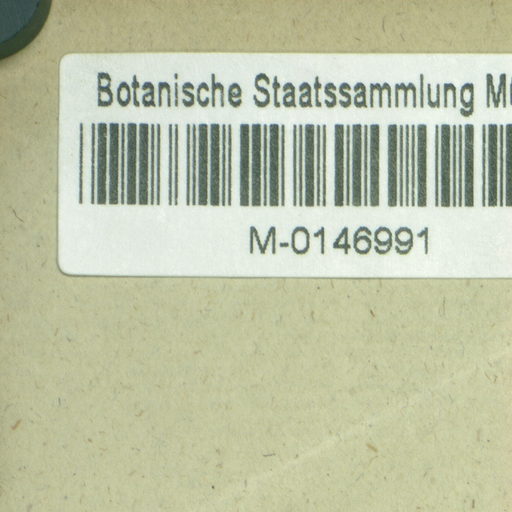 Botanische Staatssammlung M
M-0146991